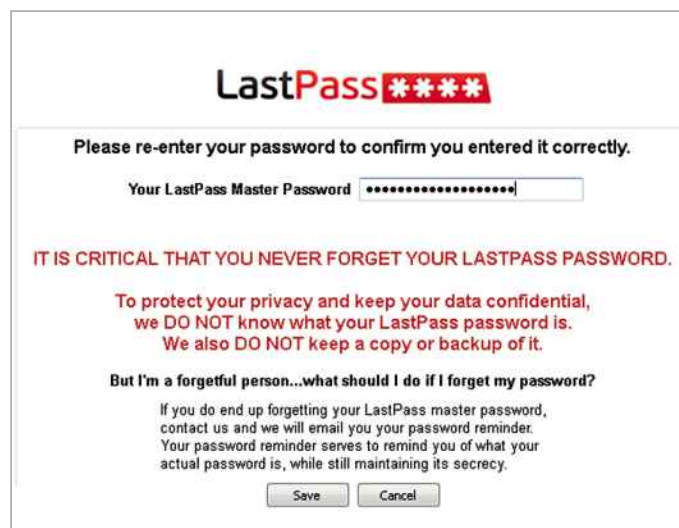 LastPass ****
Please re-enter your password to confirm you entered it correctly.
Your LastPass Master Password •••••••••••••••••••
IT IS CRITICAL THAT YOU NEVER FORGET YOUR LASTPASS PASSWORD.
To protect your privacy and keep your data confidential,
we DO NOT know what your LastPass password is.
We also DO NOT keep a copy or backup of it.
But I'm a forgetful person...what should I do if I forget my password?
If you do end up forgetting your LastPass master password,
contact us and we will email you your password reminder.
Your password reminder serves to remind you of what your
actual password is, while still maintaining its secrecy.
Save Cancel